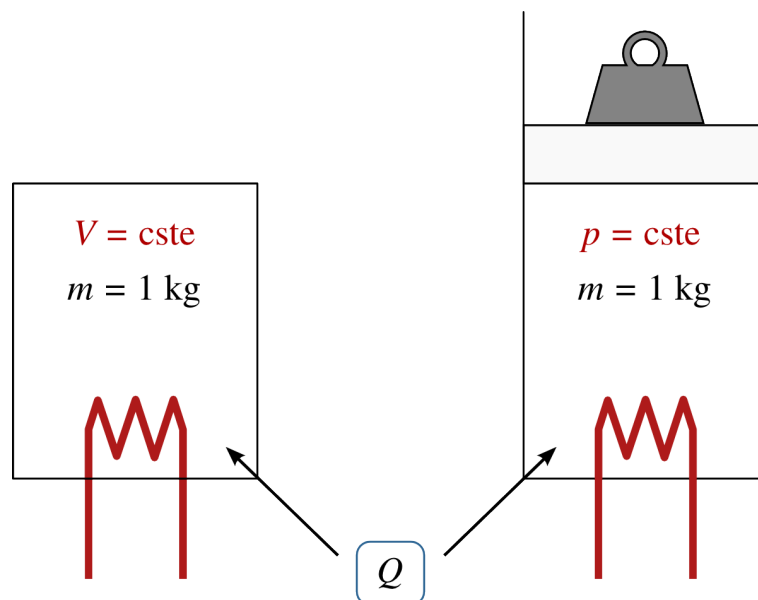 V = cste
m = 1 kg
p = cste
m = 1 kg
Q